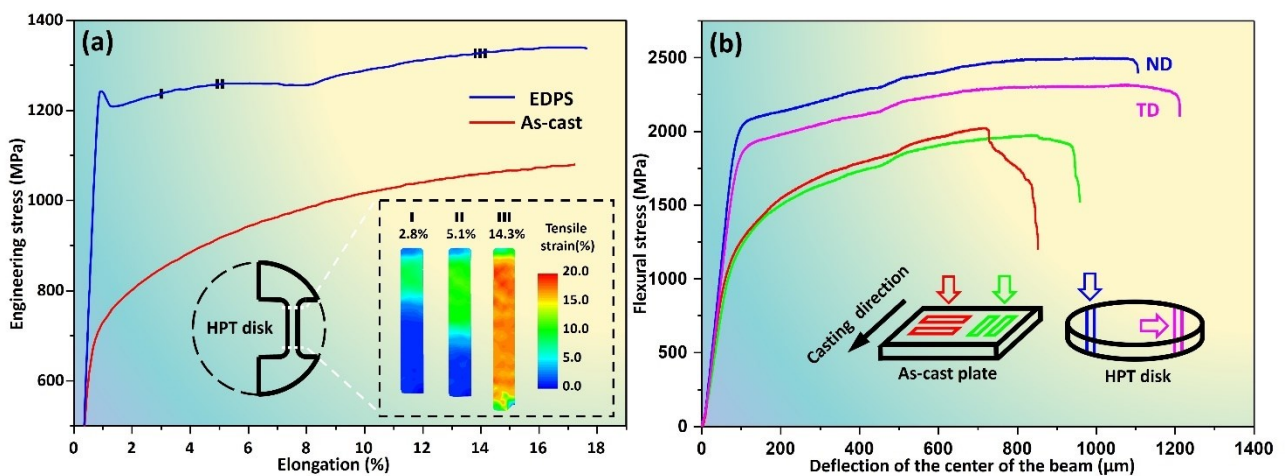 (a)
1400
1200
1000
800
600
Engineering stress (MPa)
0 2 4 6 8 10 12 14 16 18
Elongation (%)
I
II
III
EDPS
As-cast
HPT disk
I II III
2.8% 5.1% 14.3%
Tensile
strain(%)
20.0
15.0
10.0
5.0
0.0
(b)
2500
2000
1500
1000
500
0
Flexural stress (MPa)
0 200 400 600 800 1000 1200 1400
Deflection of the center of the beam (μm)
ND
TD
Casting direction
As-cast plate
HPT disk